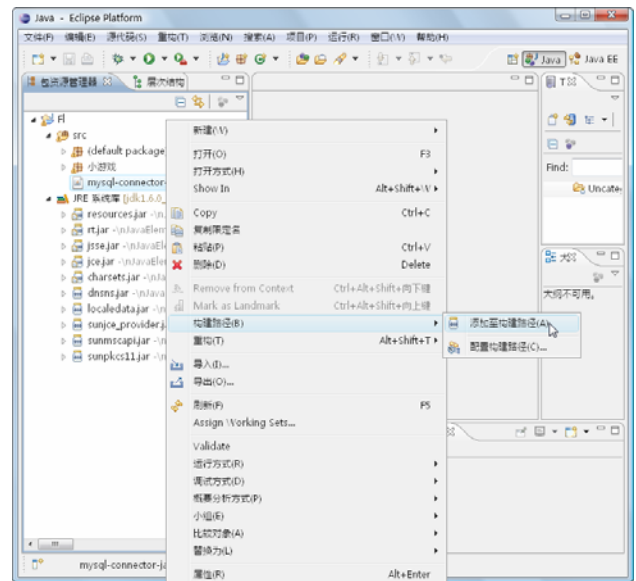 Java - Eclipse Platform
文件(F) 编辑(E) 源代码(S) 重构(T) 浏览(N) 搜索(A) 项目(P) 运行(R) 窗口(W) 帮助(H)
Java Java EE
包资源管理器 层次结构
Fl
src
(default package
小游戏
mysql-connector-
JRE 系统库 [jdk1.6.0_
resources.jar -\n
rt.jar -\nJavaElem
jsse.jar -\nJavaEl
jce.jar -\nJavaEle
charsets.jar -\nJa
dnsns.jar -\nJava
localedata.jar -\n
sunjce_provider.j
sunmscapi.jar -\n
sunpkcs11.jar -\n
新建(W)
打开(O) F3
打开方式(H)
Show In Alt+Shift+W
Copy Ctrl+C
复制限定名
粘贴(P) Ctrl+V
删除(D) Delete
Remove from Context Ctrl+Alt+Shift+向下键
Mark as Landmark Ctrl+Alt+Shift+向上键
构建路径(B)
重构(T) Alt+Shift+T
导入(I)...
导出(O)...
刷新(F) F5
Assign Working Sets...
Validate
运行方式(R)
调试方式(D)
概要分析方式(P)
小组(E)
比较对象(A)
替换为(L)
属性(R) Alt+Enter
添加至构建路径(A)
配置构建路径(C)...
Find:
Uncate
大纲不可用。
mysql-connector-ja